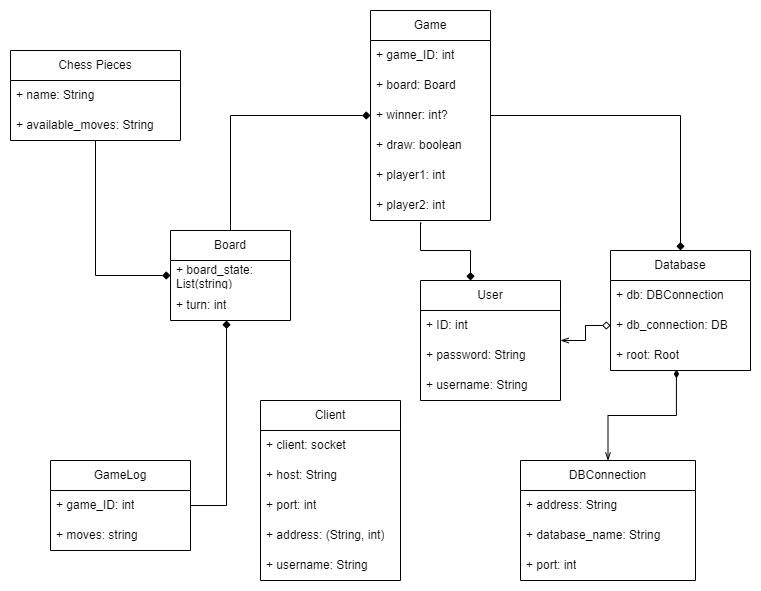 Game
+ game_ID: int
+ board: Board
+ winner: int?
+ draw: boolean
+ player1: int
+ player2: int
Chess Pieces
+ name: String
+ available_moves: String
Board
+ board_state:
List(string)
+ turn: int
Database
+ db: DBConnection
+ db_connection: DB
+ root: Root
User
+ ID: int
+ password: String
+ username: String
Client
+ client: socket
+ host: String
+ port: int
+ address: (String, int)
+ username: String
GameLog
+ game_ID: int
+ moves: string
DBConnection
+ address: String
+ database_name: String
+ port: int